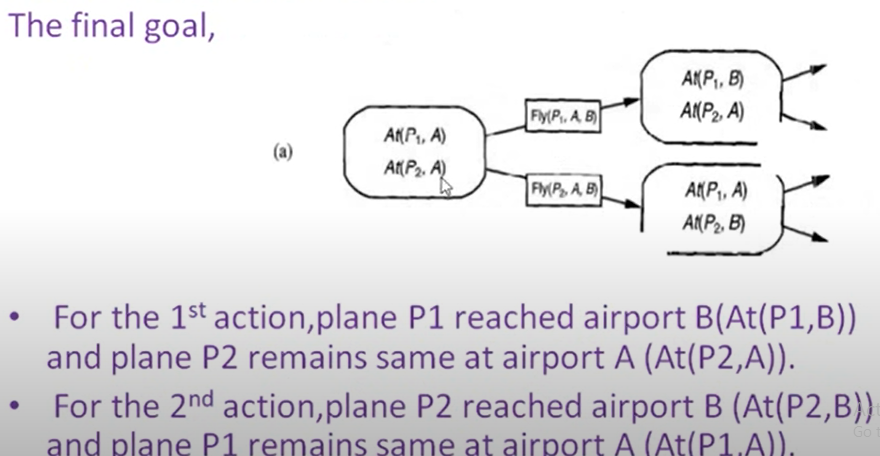 The final goal,
(a)
At(P₁, A)
At(P₂, A)
Fly(P₁, A, B)
Fly(P₂, A, B)
At(P₁, B)
At(P₂, A)
At(P₁, A)
At(P₂, B)
• For the 1st action,plane P1 reached airport B(At(P1,B))
and plane P2 remains same at airport A (At(P2,A)).
• For the 2nd action,plane P2 reached airport B (At(P2,B))
and plane P1 remains same at airport A (At(P1,A)).
Go t